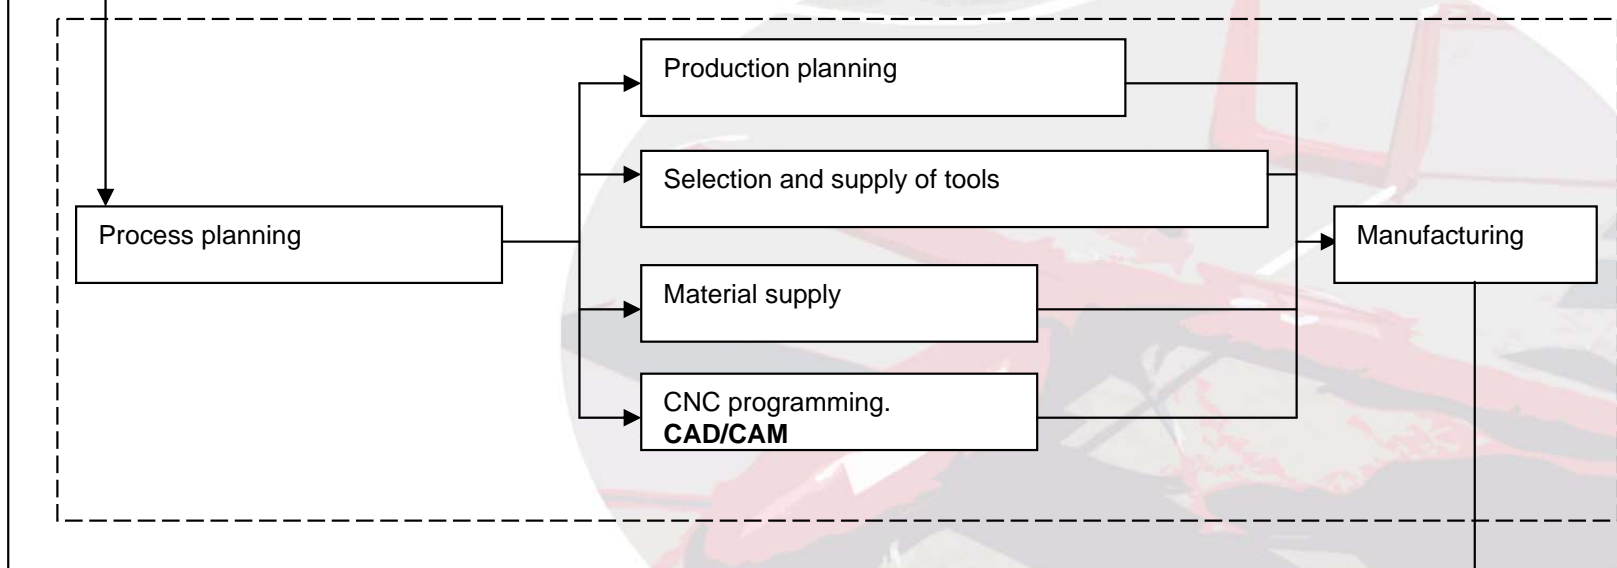 Production planning
Selection and supply of tools
Process planning
Manufacturing
Material supply
CNC programming.
CAD/CAM